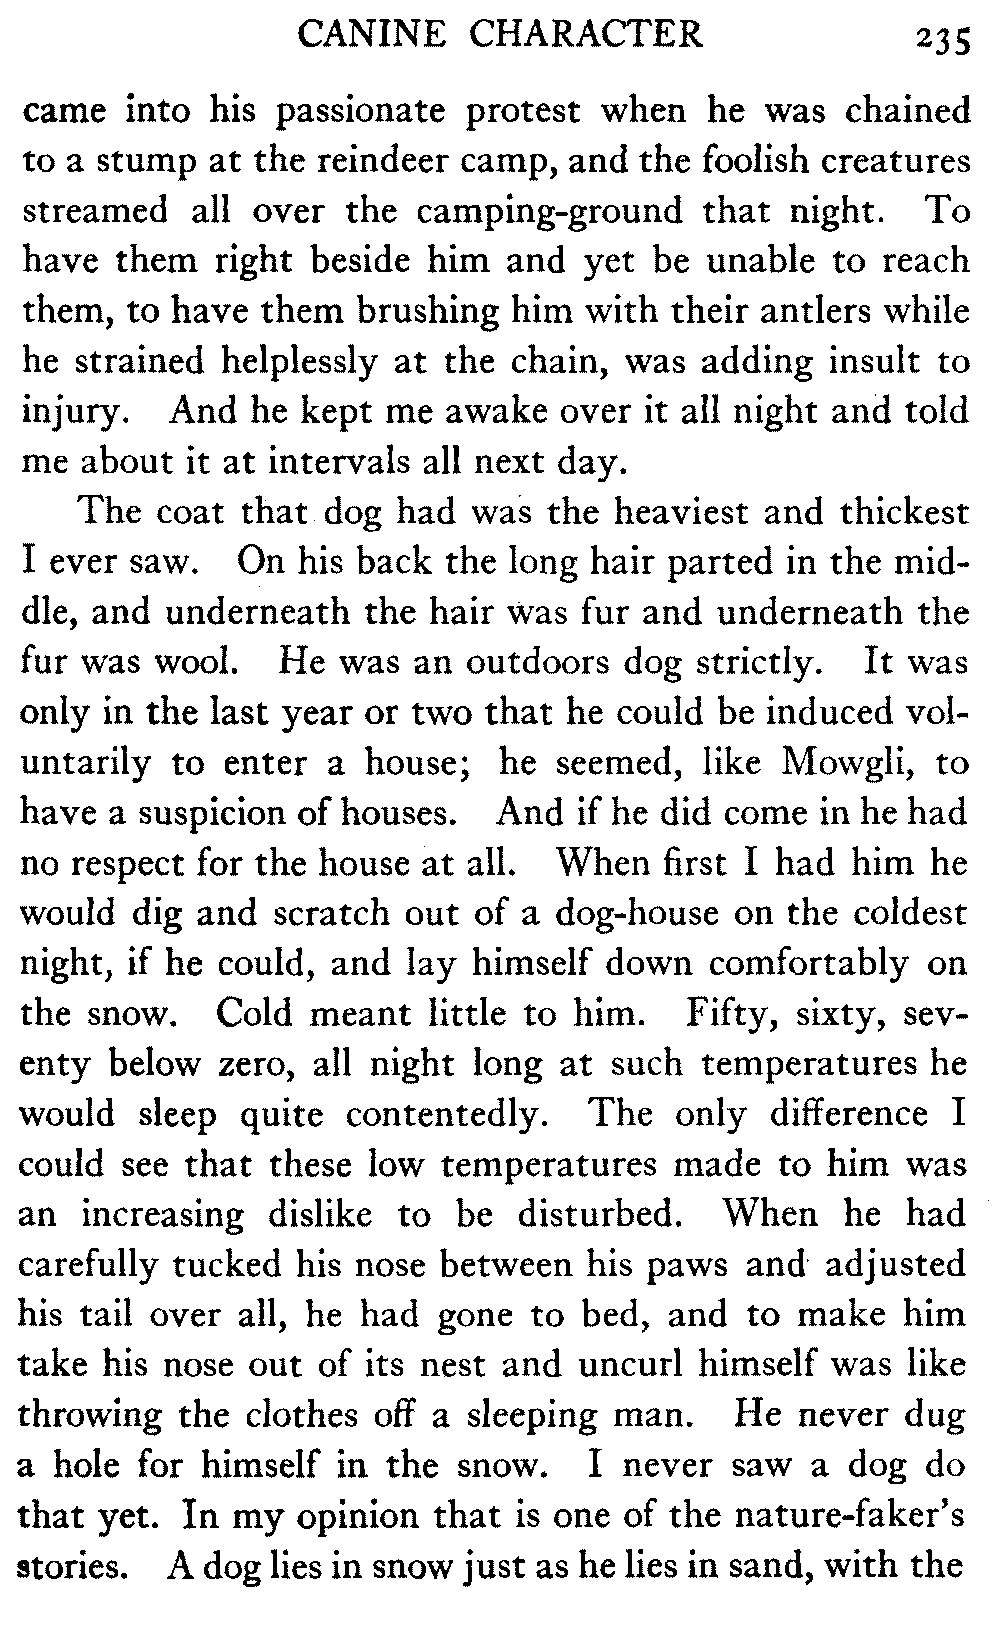 CANINE CHARACTER 235
came into his passionate protest when he was chained
to a stump at the reindeer camp, and the foolish creatures
streamed all over the camping-ground that night. To
have them right beside him and yet be unable to reach
them, to have them brushing him with their antlers while
he strained helplessly at the chain, was adding insult to
injury. And he kept me awake over it all night and told
me about it at intervals all next day.
The coat that dog had was the heaviest and thickest
I ever saw. On his back the long hair parted in the mid-
dle, and underneath the hair was fur and underneath the
fur was wool. He was an outdoors dog strictly. It was
only in the last year or two that he could be induced vol-
untarily to enter a house; he seemed, like Mowgli, to
have a suspicion of houses. And if he did come in he had
no respect for the house at all. When first I had him he
would dig and scratch out of a dog-house on the coldest
night, if he could, and lay himself down comfortably on
the snow. Cold meant little to him. Fifty, sixty, sev-
enty below zero, all night long at such temperatures he
would sleep quite contentedly. The only difference I
could see that these low temperatures made to him was
an increasing dislike to be disturbed. When he had
carefully tucked his nose between his paws and adjusted
his tail over all, he had gone to bed, and to make him
take his nose out of its nest and uncurl himself was like
throwing the clothes off a sleeping man. He never dug
a hole for himself in the snow. I never saw a dog do
that yet. In my opinion that is one of the nature-faker's
stories. A dog lies in snow just as he lies in sand, with the